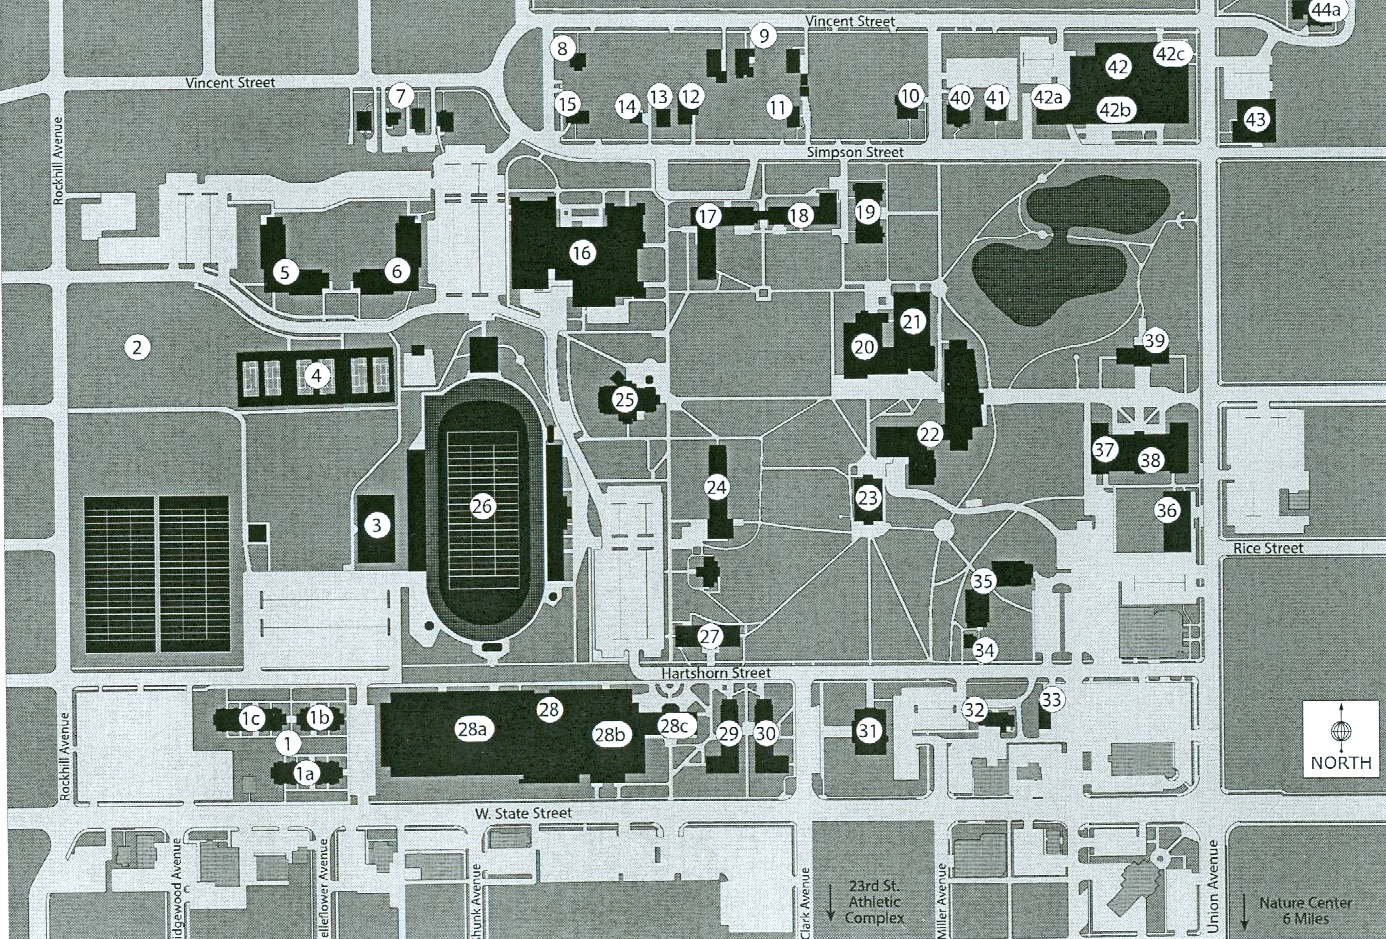 44a
Vincent Street
9
8
42c
42
Vincent Street
7
15
14
13
12
11
10
40
41
42a
42b
43
Rockhill Avenue
Simpson Street
17
18
19
16
5
6
21
20
39
2
4
25
22
37
38
24
23
26
36
3
Rice Street
35
27
34
Hartshorn Street
33
32
1c
1b
28
28a
28b
28c
29
30
31
1
1a
Rockhill Avenue
NORTH
W. State Street
idgewood Avenue
elleflower Avenue
hunk Avenue
Clark Avenue
23rd St.
Athletic
Complex
Miller Avenue
Union Avenue
Nature Center
6 Miles